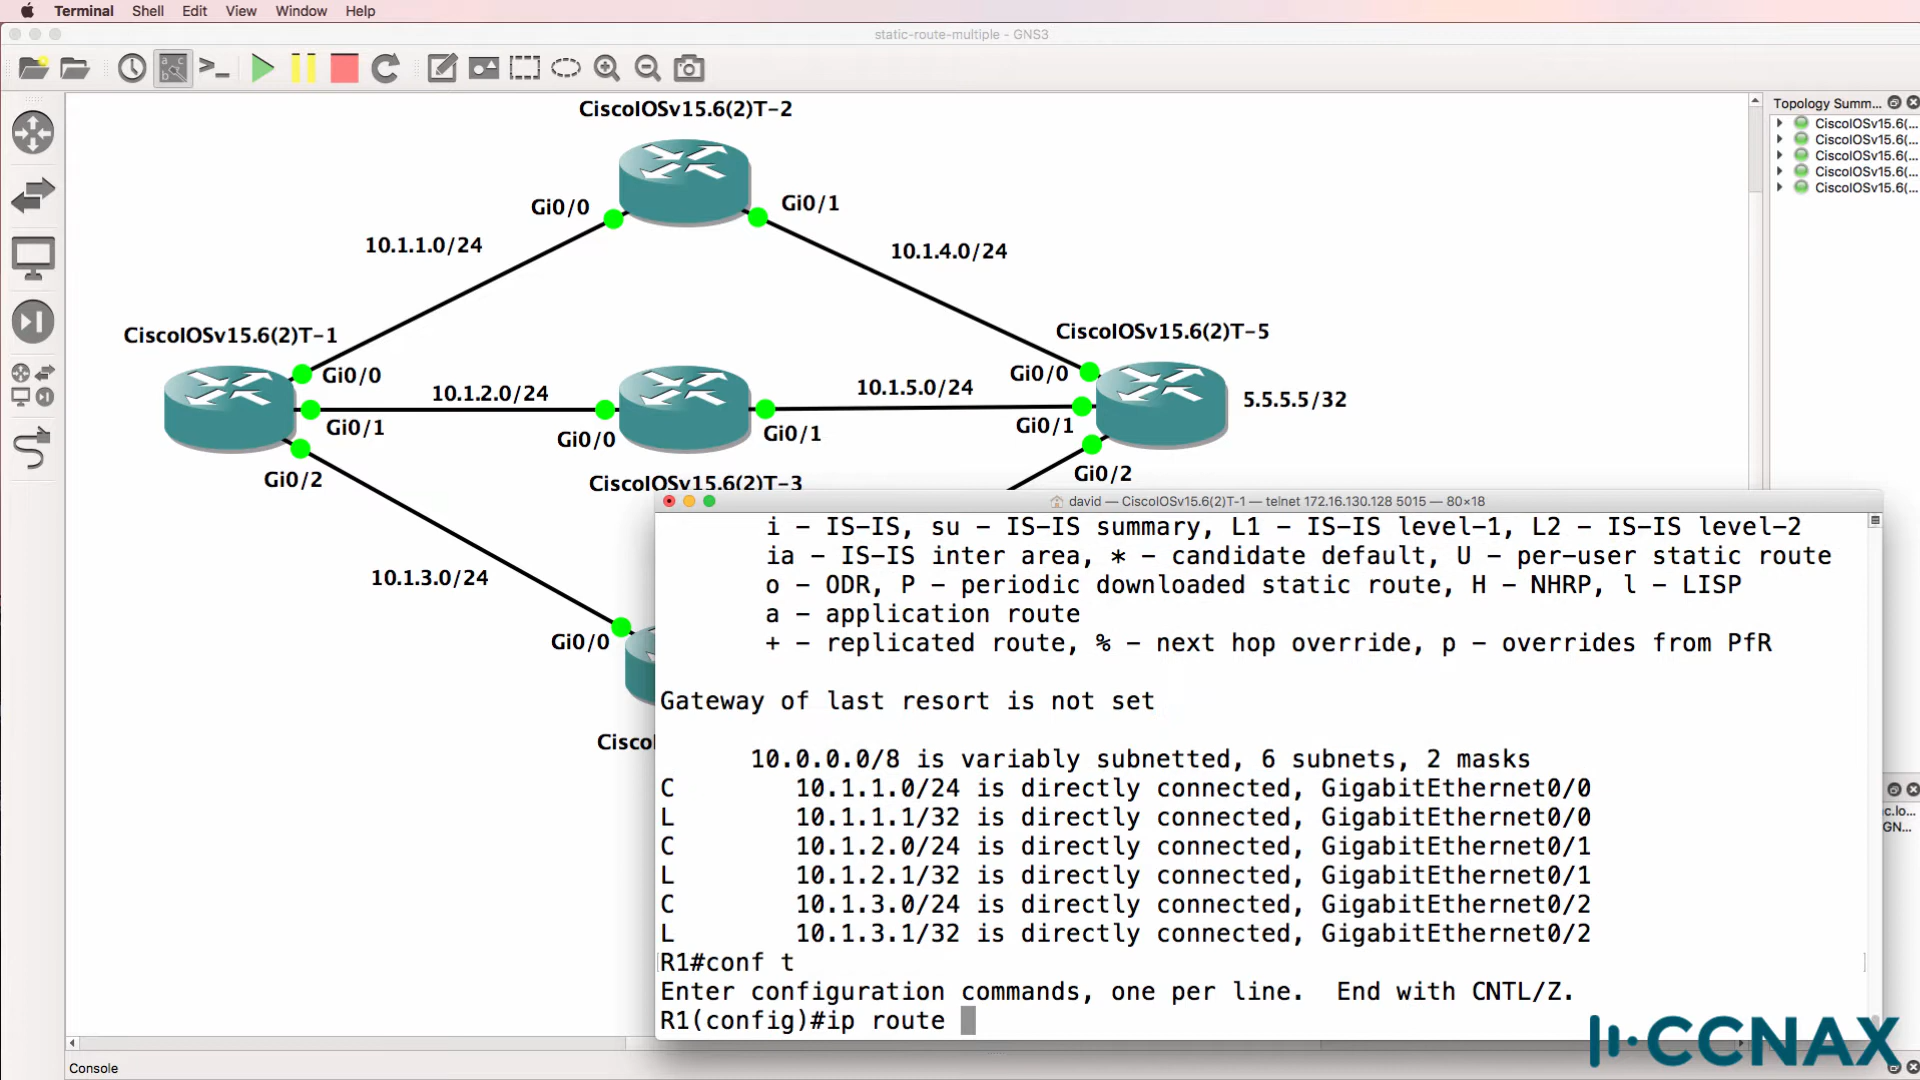 Terminal Shell Edit View Window Help
static-route-multiple - GNS3
CiscoIOSv15.6(2)T-2
Gi0/0
Gi0/1
10.1.1.0/24
10.1.4.0/24
CiscoIOSv15.6(2)T-1
CiscoIOSv15.6(2)T-5
Gi0/0
Gi0/0
10.1.2.0/24
10.1.5.0/24
5.5.5.5/32
Gi0/1
Gi0/0
Gi0/1
Gi0/1
Gi0/2
CiscoIOSv15.6(2)T-3
Gi0/2
10.1.3.0/24
Gi0/0
Cisco
Topology Summ...
CiscoIOSv15.6(...
CiscoIOSv15.6(...
CiscoIOSv15.6(...
CiscoIOSv15.6(...
CiscoIOSv15.6(...
david — CiscoIOSv15.6(2)T-1 — telnet 172.16.130.128 5015 — 80×18
i - IS-IS, su - IS-IS summary, L1 - IS-IS level-1, L2 - IS-IS level-2
ia - IS-IS inter area, * - candidate default, U - per-user static route
o - ODR, P - periodic downloaded static route, H - NHRP, l - LISP
a - application route
+ - replicated route, % - next hop override, p - overrides from PfR
Gateway of last resort is not set
10.0.0.0/8 is variably subnetted, 6 subnets, 2 masks
C 10.1.1.0/24 is directly connected, GigabitEthernet0/0
L 10.1.1.1/32 is directly connected, GigabitEthernet0/0
C 10.1.2.0/24 is directly connected, GigabitEthernet0/1
L 10.1.2.1/32 is directly connected, GigabitEthernet0/1
C 10.1.3.0/24 is directly connected, GigabitEthernet0/2
L 10.1.3.1/32 is directly connected, GigabitEthernet0/2
R1#conf t
Enter configuration commands, one per line. End with CNTL/Z.
R1(config)#ip route
c.lo...
GN...
CCNAX
Console